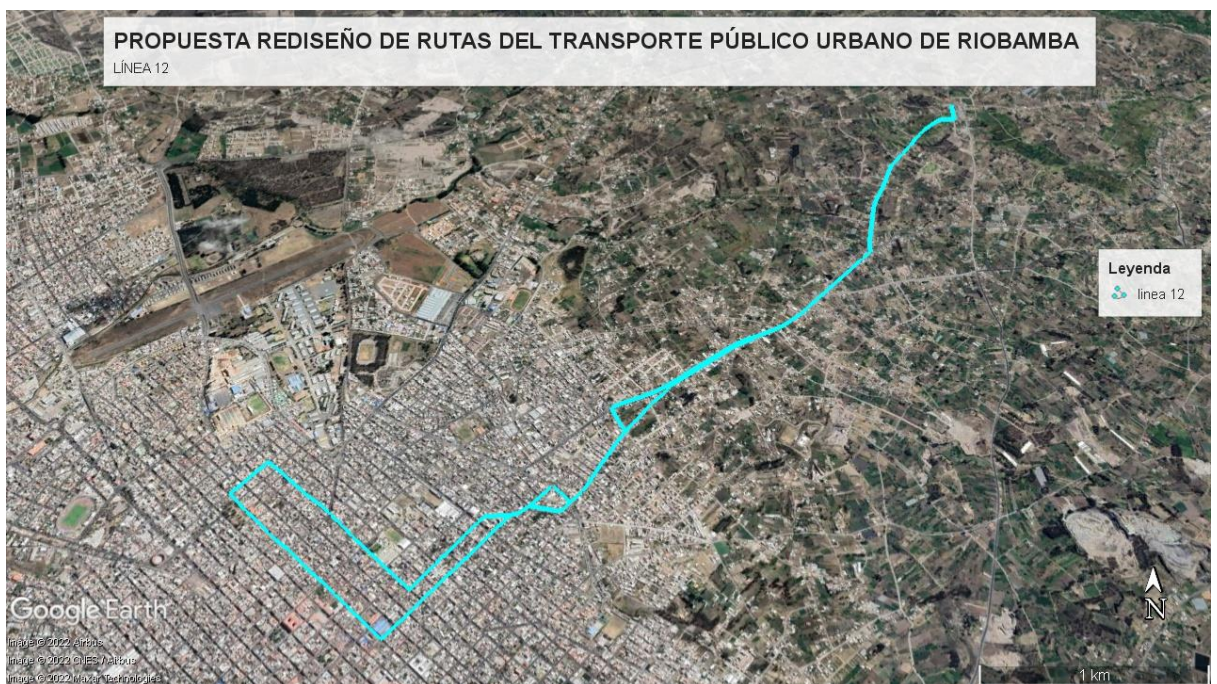 PROPUESTA REDISEÑO DE RUTAS DEL TRANSPORTE PÚBLICO URBANO DE RIOBAMBA
LÍNEA 12
Leyenda
linea 12
N
Google Earth
Image © 2022 Airbus
Image © 2022 CNES / Airbus
Image © 2022 Maxar Technologies
1 km